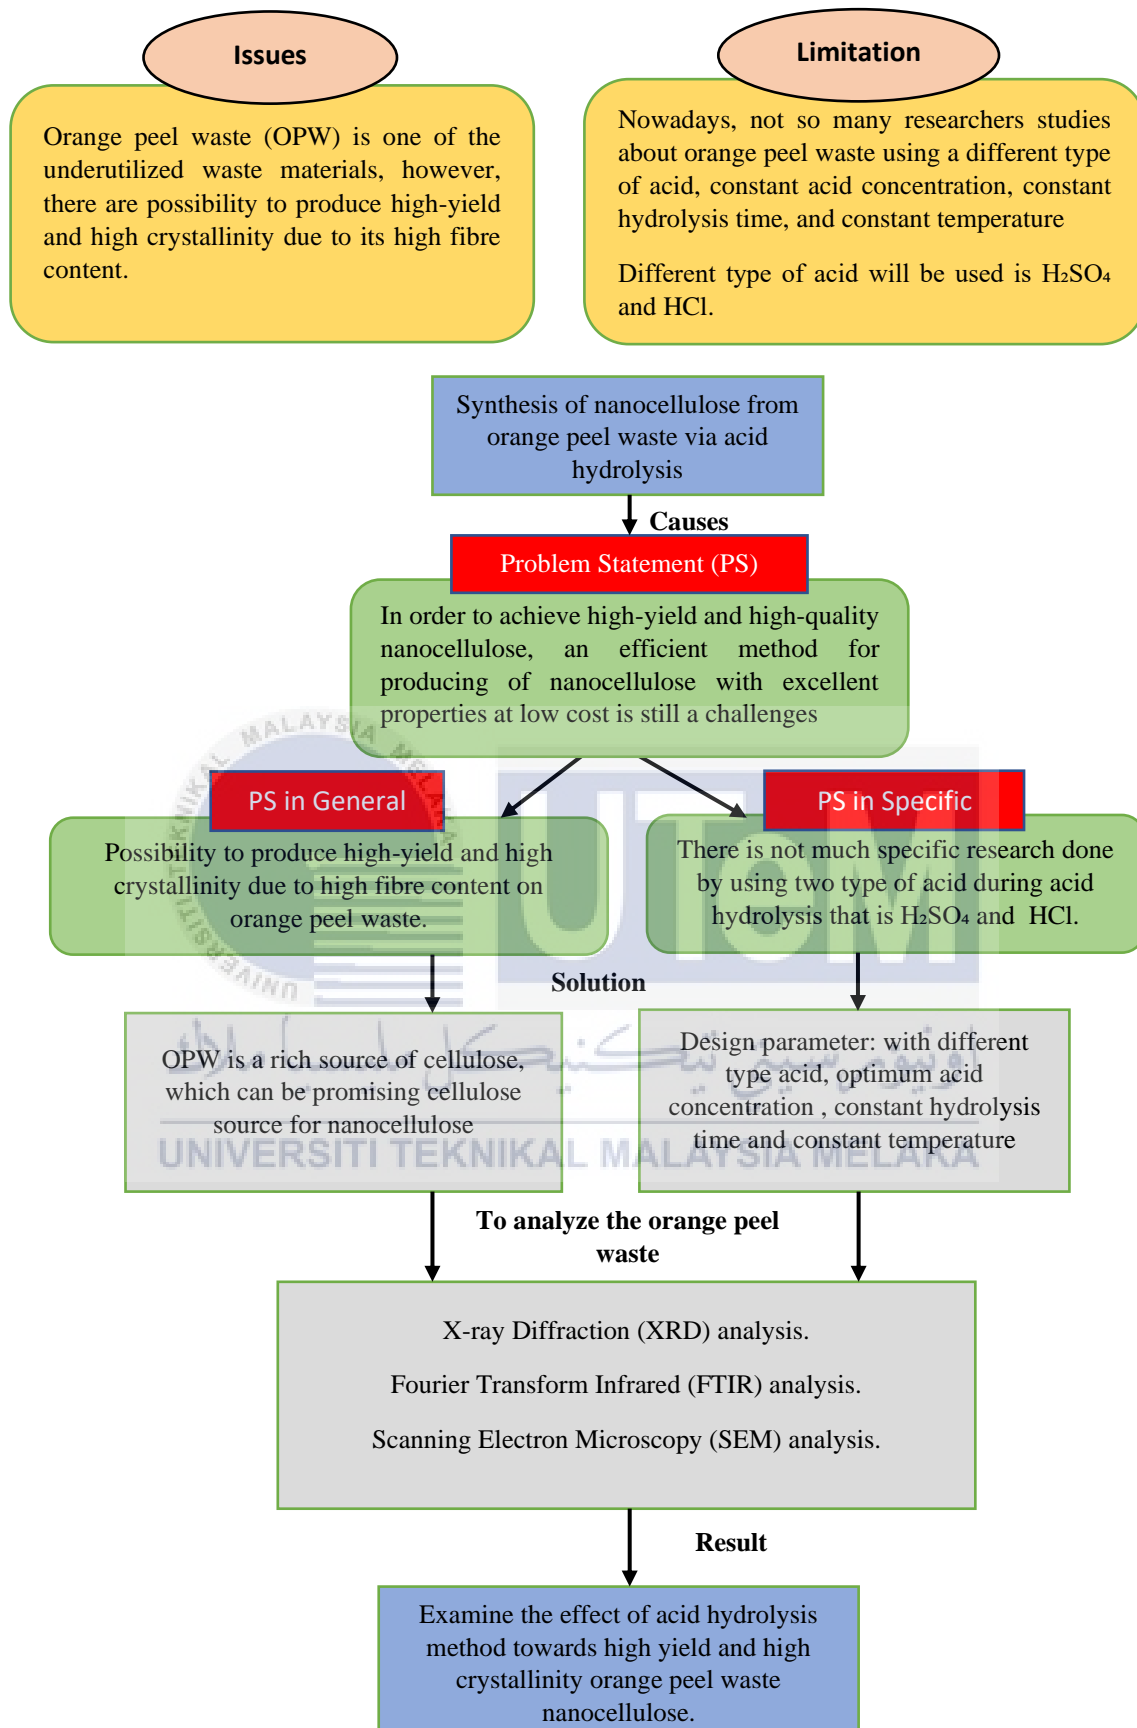 Issues
Limitation
Orange peel waste (OPW) is one of the
underutilized waste materials, however,
there are possibility to produce high-yield
and high crystallinity due to its high fibre
content.
Nowadays, not so many researchers studies
about orange peel waste using a different type
of acid, constant acid concentration, constant
hydrolysis time, and constant temperature
Different type of acid will be used is H₂SO₄
and HCl.
Synthesis of nanocellulose from
orange peel waste via acid
hydrolysis
Causes
Problem Statement (PS)
In order to achieve high-yield and high-quality
nanocellulose, an efficient method for
producing of nanocellulose with excellent
properties at low cost is still a challenges
PS in General
Possibility to produce high-yield and high
crystallinity due to high fibre content on
orange peel waste.
PS in Specific
There is not much specific research done
by using two type of acid during acid
hydrolysis that is H₂SO₄ and HCl.
UNIVERSITI TEKNIKAL MALAYSIA MELAKA
UTeM
Solution
OPW is a rich source of cellulose,
which can be promising cellulose
source for nanocellulose
Design parameter: with different
type acid, optimum acid
concentration , constant hydrolysis
time and constant temperature
اونيۏرسيتي تيكنيكل مليسيا ملاك
UNIVERSITI TEKNIKAL MALAYSIA MELAKA
To analyze the orange peel
waste
X-ray Diffraction (XRD) analysis.
Fourier Transform Infrared (FTIR) analysis.
Scanning Electron Microscopy (SEM) analysis.
Result
Examine the effect of acid hydrolysis
method towards high yield and high
crystallinity orange peel waste
nanocellulose.